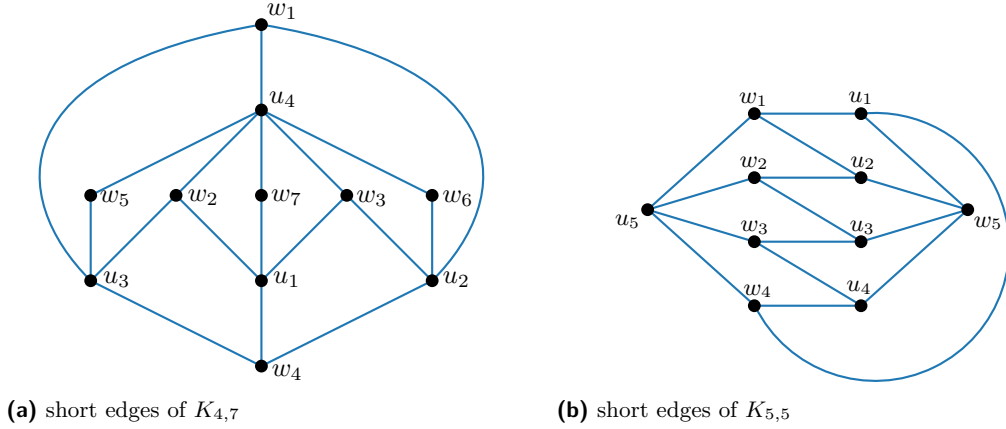 w₁
u₄
w₅ w₂ w₇ w₃ w₆
u₃ u₁ u₂
w₄
(a) short edges of K₄,₇
w₁ u₁
w₂ u₂
u₅ w₅
w₃ u₃
w₄ u₄
(b) short edges of K₅,₅